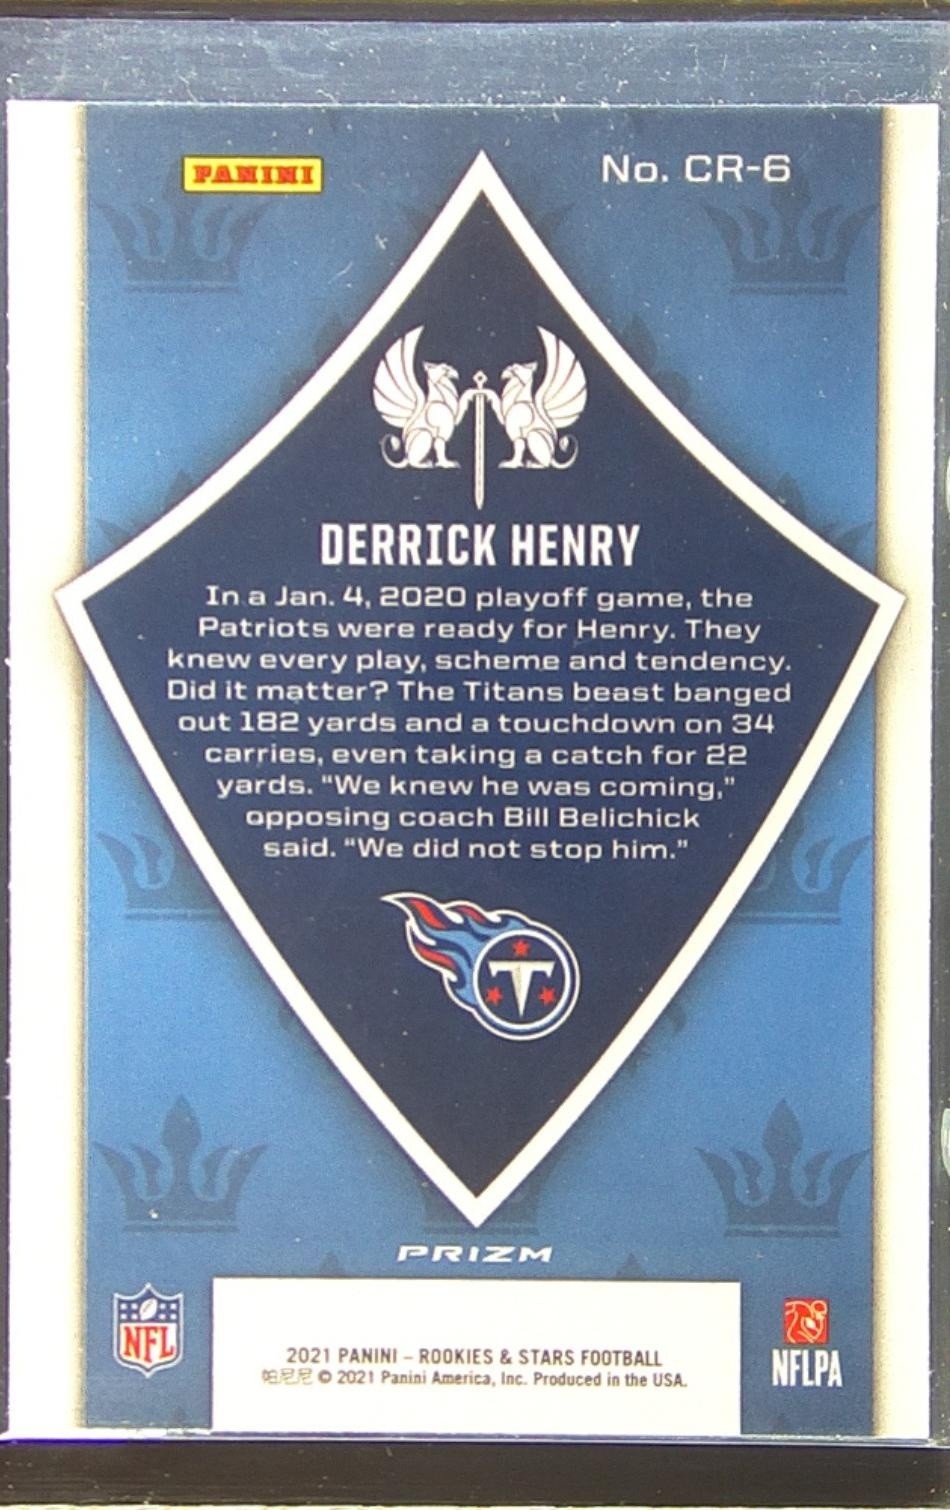 PANINI
No. CR-6
DERRICK HENRY
In a Jan. 4, 2020 playoff game, the
Patriots were ready for Henry. They
knew every play, scheme and tendency.
Did it matter? The Titans beast banged
out 182 yards and a touchdown on 34
carries, even taking a catch for 22
yards. “We knew he was coming,”
opposing coach Bill Belichick
said. “We did not stop him.”
T
PRIZM
NFL
NFLPA
2021 PANINI – ROOKIES & STARS FOOTBALL
帕尼尼 © 2021 Panini America, Inc. Produced in the USA.